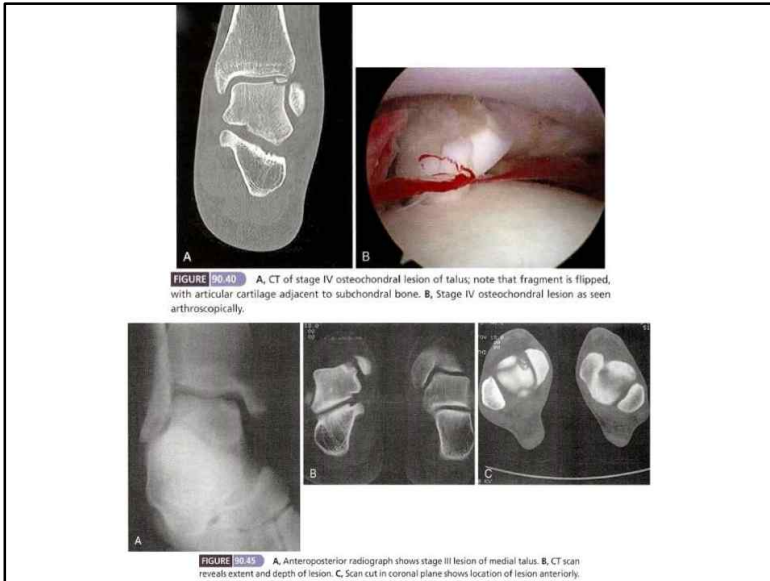 A
B
FIGURE 90.40 A, CT of stage IV osteochondral lesion of talus; note that fragment is flipped,
with articular cartilage adjacent to subchondral bone. B, Stage IV osteochondral lesion as seen
arthroscopically.
A
B
C
FIGURE 90.45 A, Anteroposterior radiograph shows stage III lesion of medial talus. B, CT scan
reveals extent and depth of lesion. C, Scan cut in coronal plane shows location of lesion anteriorly.